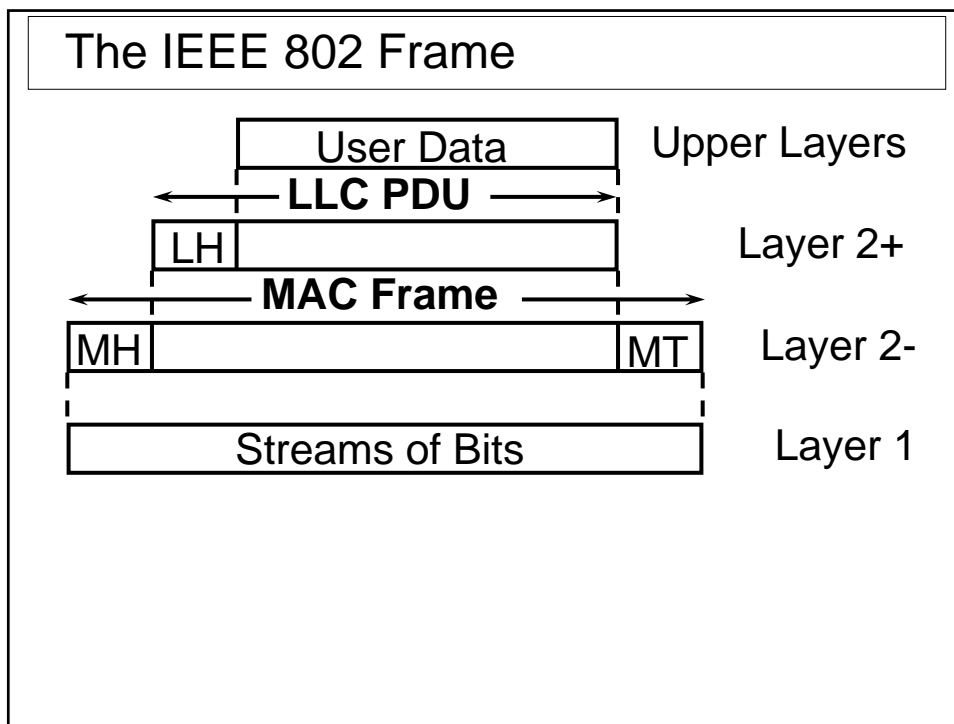 The IEEE 802 Frame
User Data
Upper Layers
LLC PDU
LH
Layer 2+
MAC Frame
MH
MT
Layer 2-
Streams of Bits
Layer 1